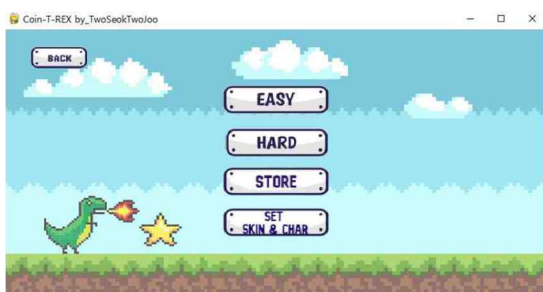 Coin-T-REX by_TwoSeokTwoJoo
BACK
EASY
HARD
STORE
SET
SKIN & CHAR